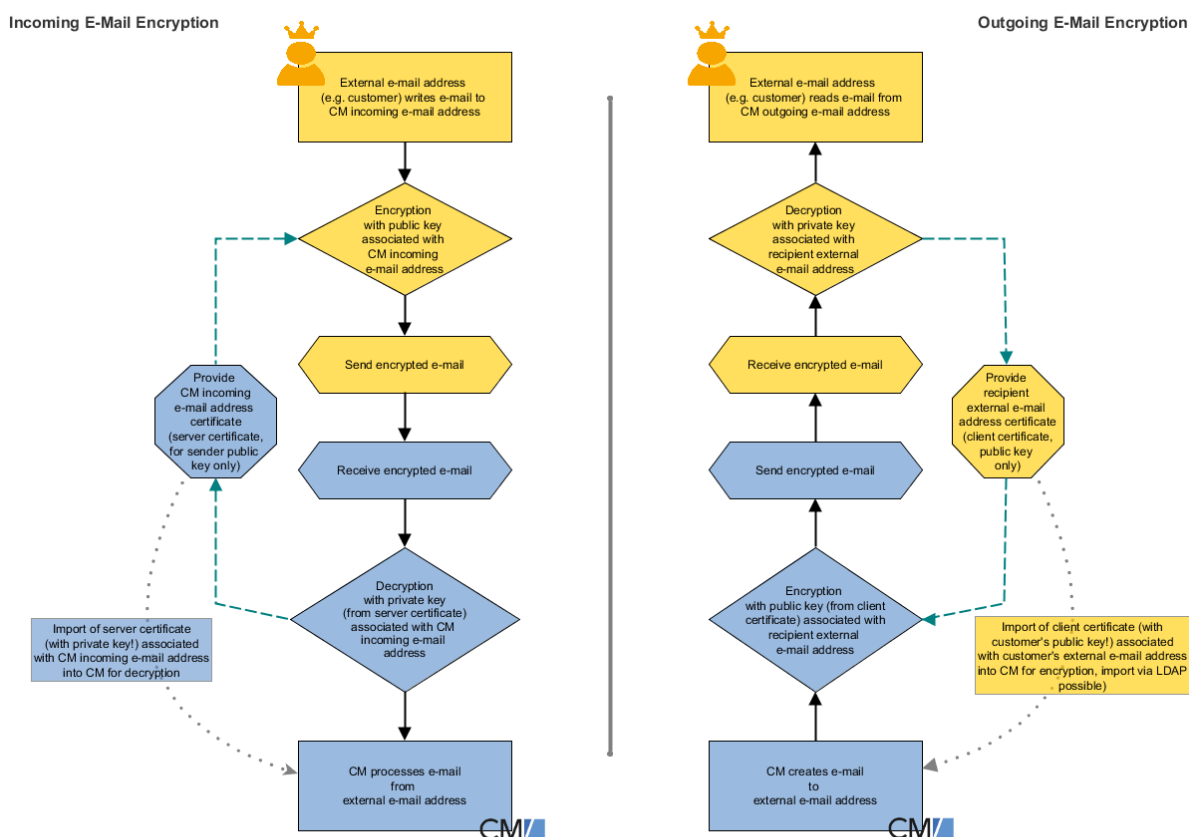 Incoming E-Mail Encryption
Outgoing E-Mail Encryption
External e-mail address
(e.g. customer) writes e-mail to
CM incoming e-mail address
Encryption
with public key
associated with
CM incoming
e-mail address
Send encrypted e-mail
Provide
CM incoming
e-mail address
certificate
(server certificate,
for sender public
key only)
Receive encrypted e-mail
Decryption
with private key
(from server certificate)
associated with CM
incoming e-mail
address
Import of server certificate
(with private key!) associated
with CM incoming e-mail address
into CM for decryption
CM processes e-mail
from
external e-mail address
CM/
External e-mail address
(e.g. customer) reads e-mail from
CM outgoing e-mail address
Decryption
with private key
associated with
recipient external
e-mail address
Receive encrypted e-mail
Provide
recipient
external e-mail
address certificate
(client certificate,
public key
only)
Send encrypted e-mail
Encryption
with public key (from client
certificate) associated with
recipient external
e-mail address
Import of client certificate (with
customer's public key!) associated
with customer's external e-mail address
into CM for encryption, import via LDAP
possible)
CM creates e-mail
to
external e-mail address
CM/